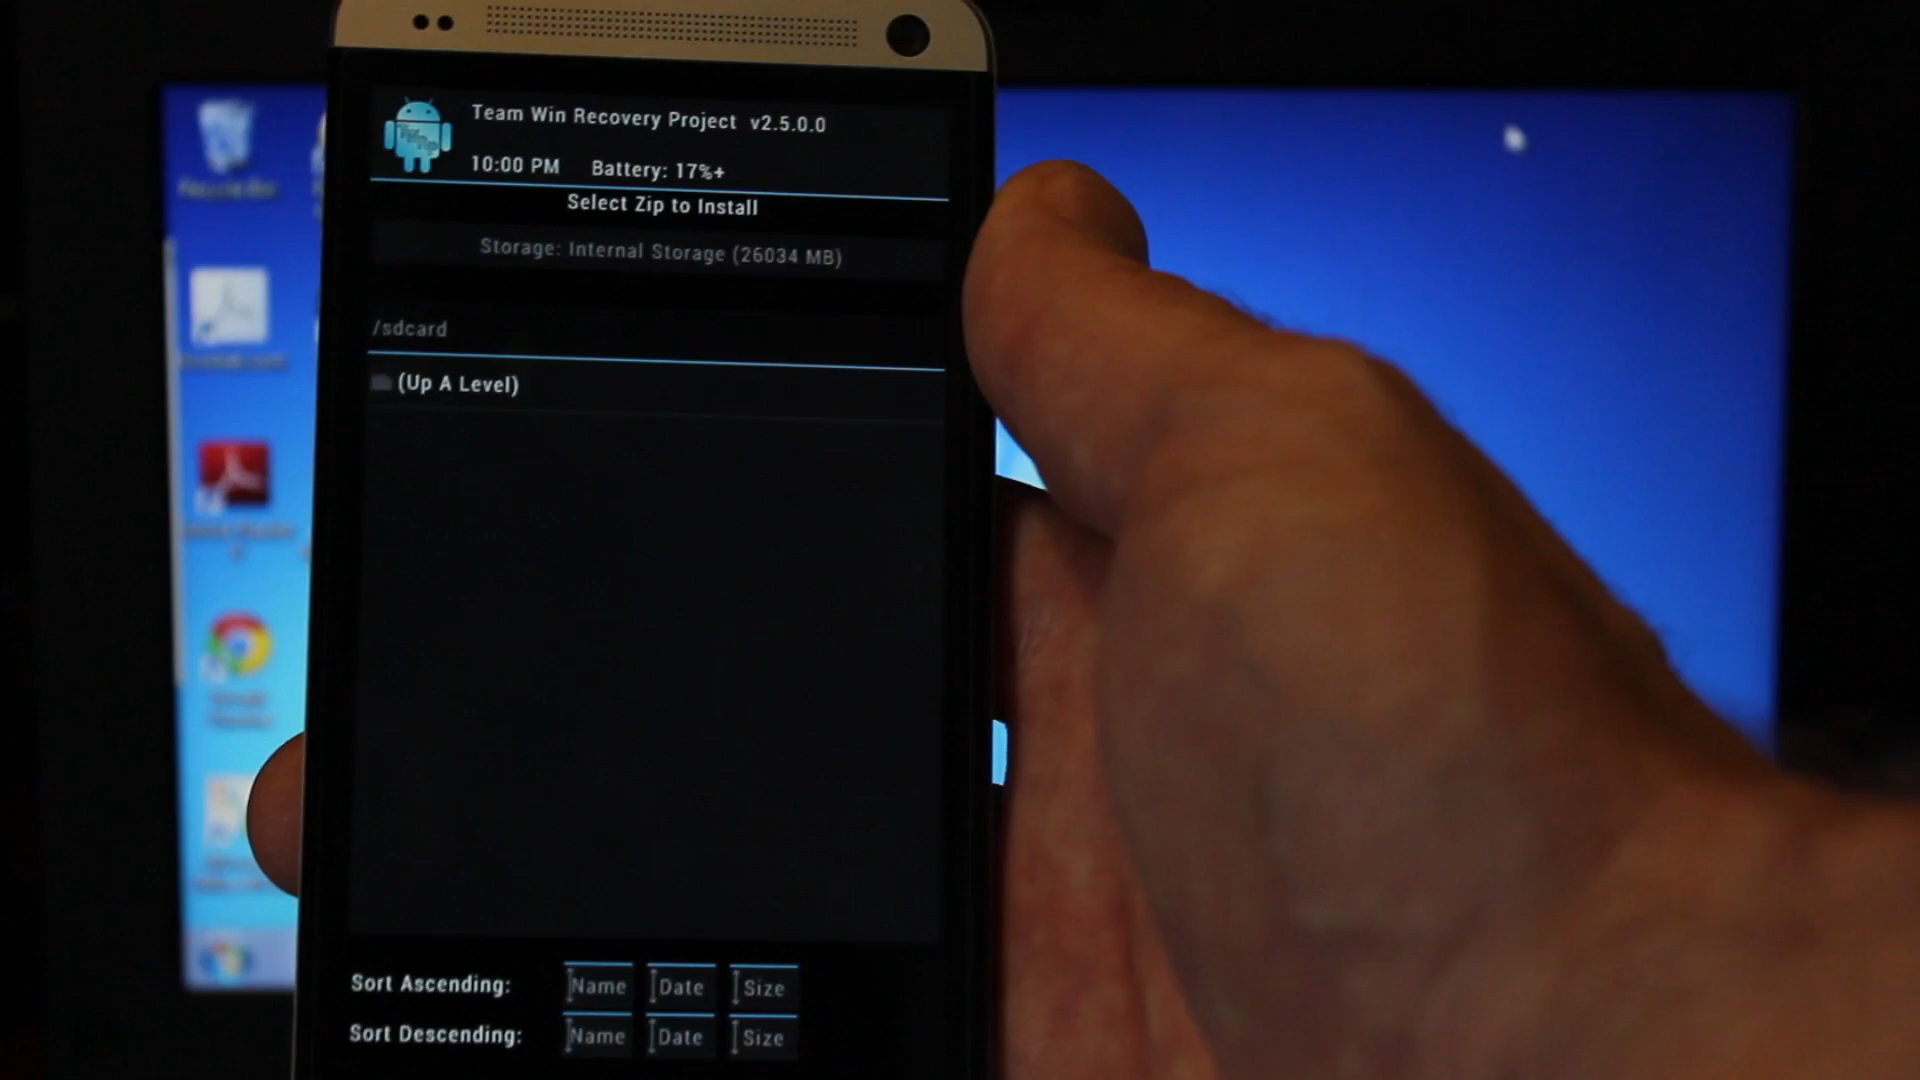 Team Win Recovery Project v2.5.0.0
10:00 PM Battery: 17%+
Select Zip to Install
Storage: Internal Storage (26034 MB)
/sdcard
(Up A Level)
Sort Ascending: Name Date Size
Sort Descending: Name Date Size